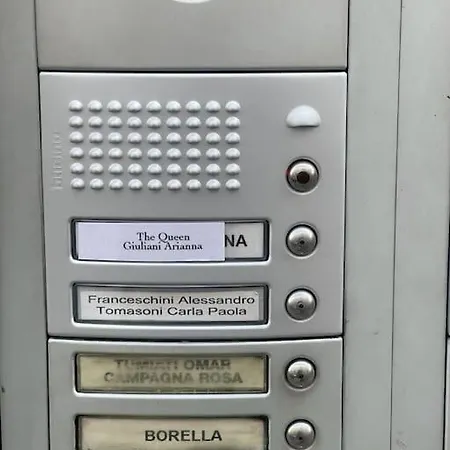 The Queen
Giuliani Arianna
NA
Franceschini Alessandro
Tomasoni Carla Paola
TUMIATI OMAR
CAMPAGNA ROSA
BORELLA